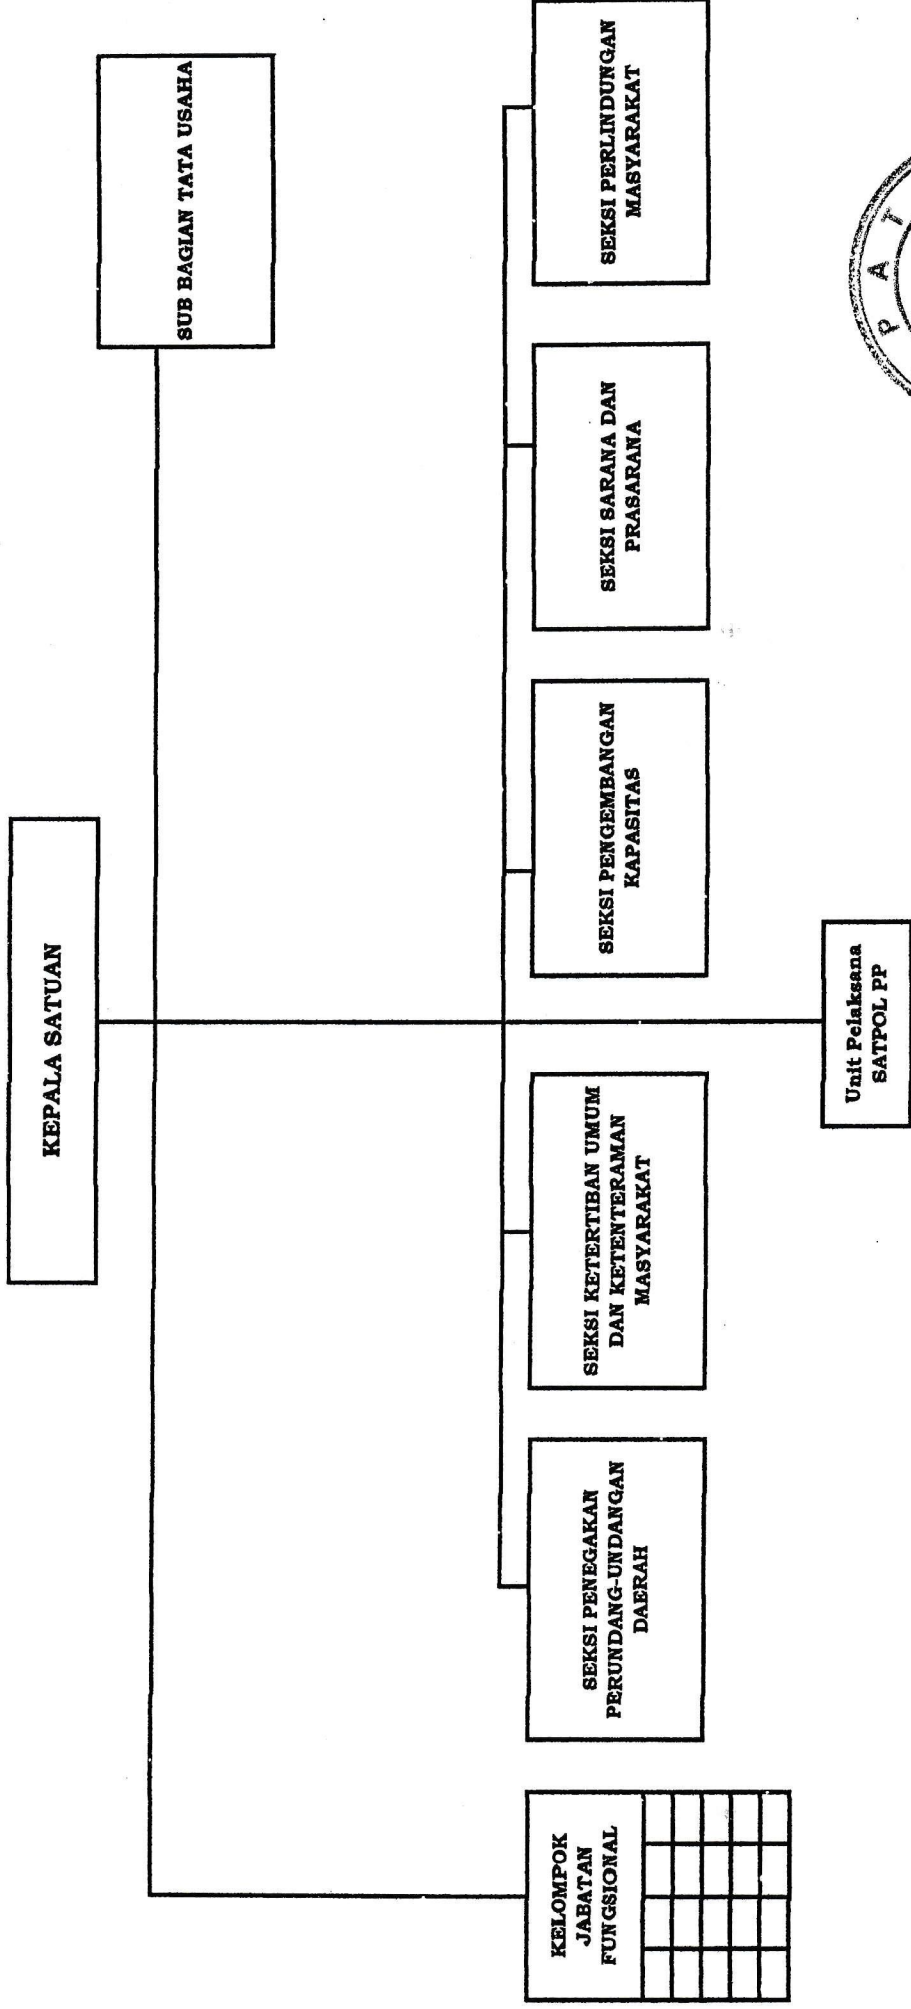 KEPALA SATUAN
SUB BAGIAN TATA USAHA
KELOMPOK
JABATAN
FUNGSIONAL
SEKSI PENEGAKAN
PERUNDANG-UNDANGAN
DAERAH
SEKSI KETERTIBAN UMUM
DAN KETENTERAMAN
MASYARAKAT
SEKSI PENGEMBANGAN
KAPASITAS
SEKSI SARANA DAN
PRASARANA
SEKSI PERLINDUNGAN
MASYARAKAT
Unit Pelaksana
SATPOL PP
P A T